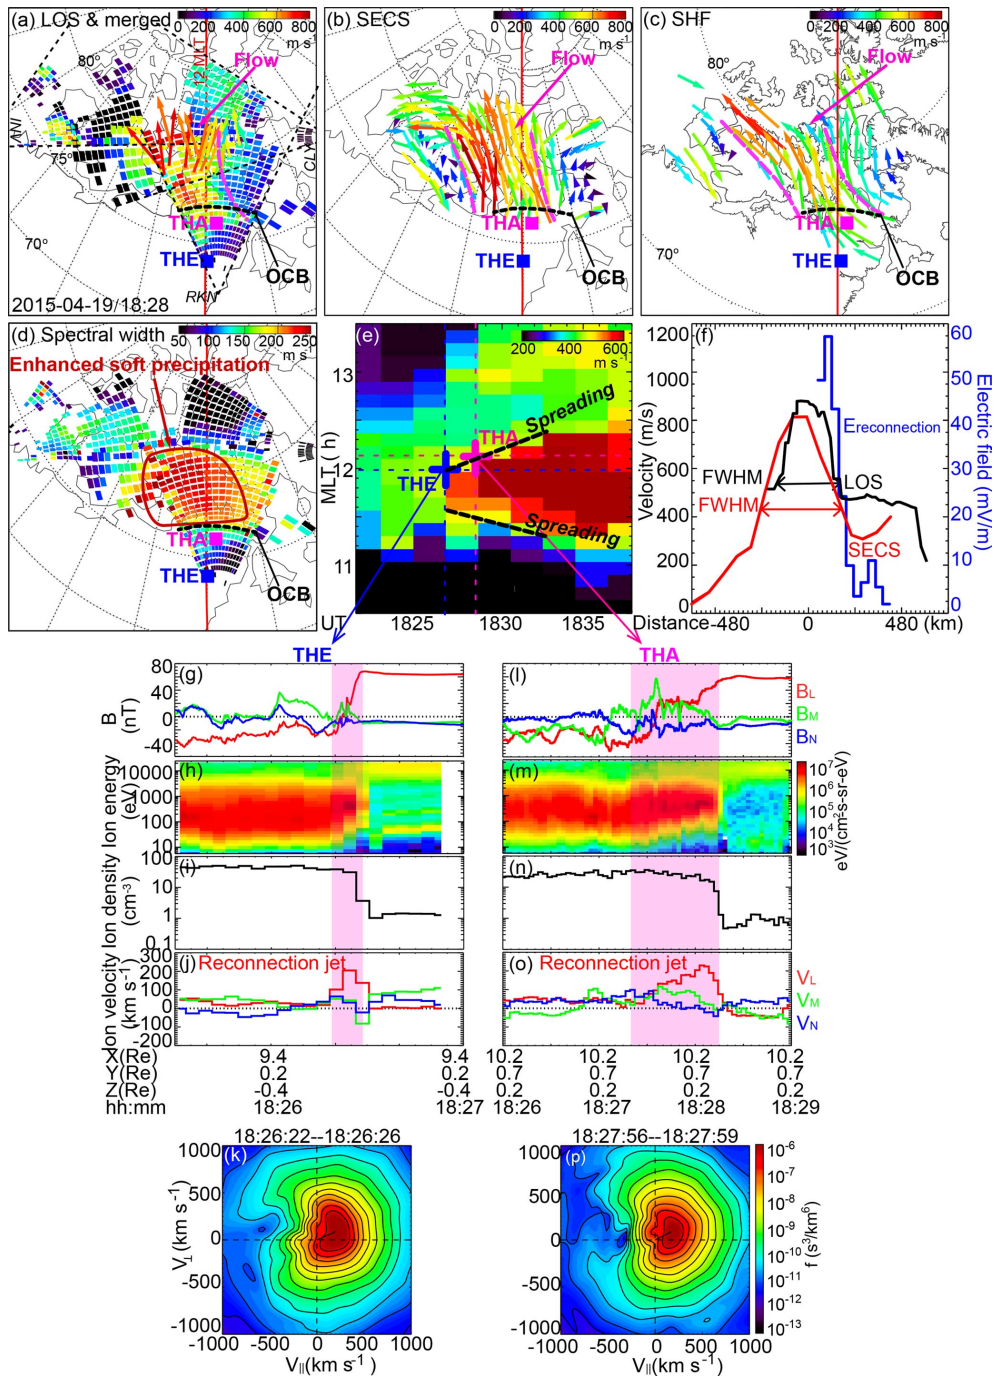 (a) LOS & merged
0 200 400 600 800
m s-1
12 MLT
Flow
80°
INV
75°
CLY
THA
70°
THE
OCB
RKN
2015-04-19/18:28
(b) SECS
0 200 400 600 800
m s-1
Flow
THA
THE
OCB
(c) SHF
0 200 400 600 800
m s-1
80°
Flow
THA
70°
THE
OCB
(d) Spectral width
50 100 150 200 250
m s-1
Enhanced soft precipitation
THA
THE
OCB
(e)
200 400 600
m s-1
13
12
11
MLT (h)
Spreading
THA
THE
Spreading
UT 1825 1830 1835
(f)
1200
1000
800
600
400
200
0
Velocity (m/s)
60
50
40
30
20
10
0
Electric field (mV/m)
Ereconnection
FWHM
LOS
FWHM
SECS
Distance -480 0 480 (km)
THE
THA
(g)
80
40
0
-40
B
(nT)
(l)
BL
BM
BN
(h)
10000
1000
100
10
Ion energy
(eV)
(m)
10^7
10^6
10^5
10^4
10^3
eV/(cm²-s-sr-eV)
(i)
100
10
1
0.1
Ion density
(cm-3)
(n)
(j) Reconnection jet
300
200
100
0
-100
-200
Ion velocity
(km s-1)
(o) Reconnection jet
VL
VM
VN
X(Re) 9.4 9.4 10.2 10.2 10.2 10.2
Y(Re) 0.2 0.2 0.7 0.7 0.7 0.7
Z(Re) -0.4 -0.4 0.2 0.2 0.2 0.2
hh:mm 18:26 18:27 18:26 18:27 18:28 18:29
18:26:22--18:26:26
(k)
1000
500
0
-500
-1000
V⊥(km s-1)
-1000 -500 0 500 1000
V||(km s-1)
18:27:56--18:27:59
(p)
1000
500
0
-500
-1000
-1000 -500 0 500 1000
V||(km s-1)
10^-6
10^-7
10^-8
10^-9
10^-10
10^-11
10^-12
10^-13
f (s³/km⁶)